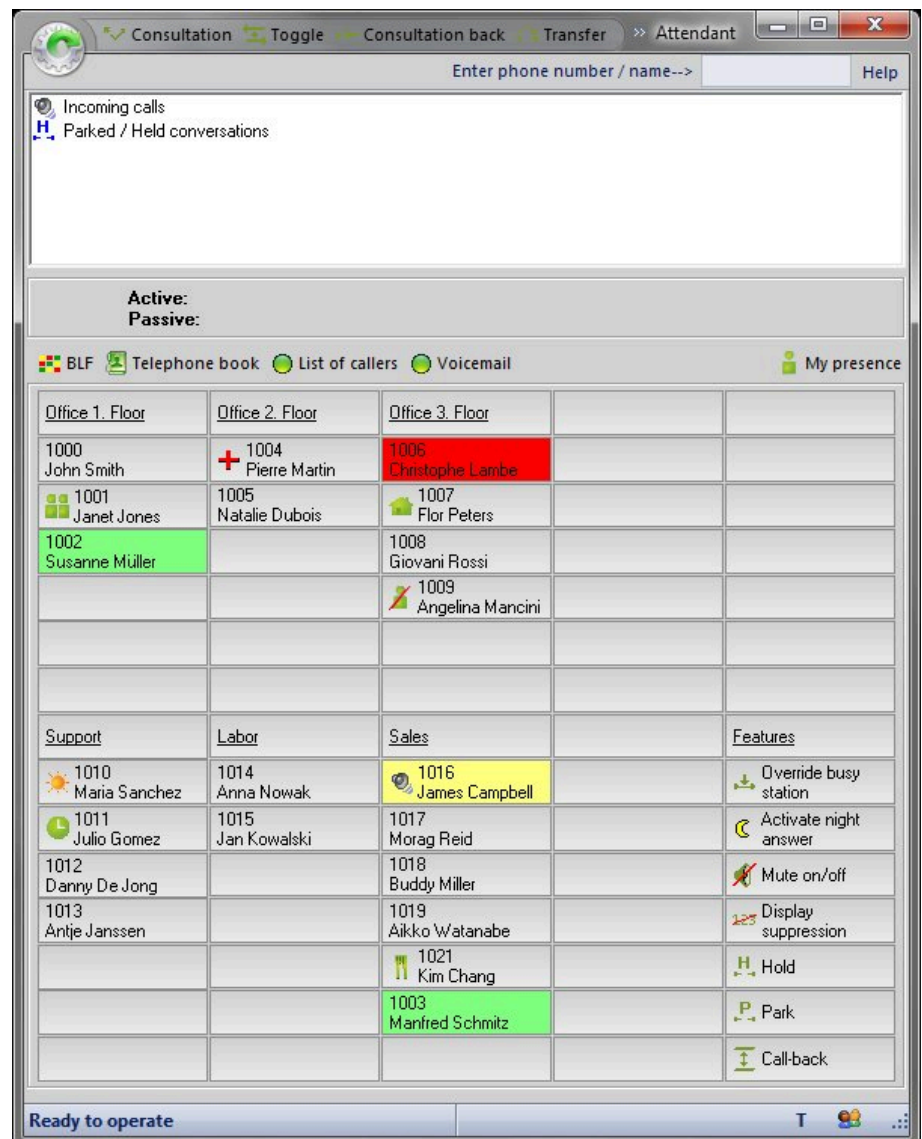 Consultation Toggle Consultation back Transfer » Attendant
Enter phone number / name--> Help
Incoming calls
H Parked / Held conversations
Active:
Passive:
BLF Telephone book List of callers Voicemail My presence
Office 1. Floor Office 2. Floor Office 3. Floor
1000 1004 1006
John Smith Pierre Martin Christophe Lambe
1001 1005 1007
Janet Jones Natalie Dubois Flor Peters
1002 1008
Susanne Müller Giovani Rossi
1009
Angelina Mancini
Support Labor Sales Features
1010 1014 1016 Override busy
Maria Sanchez Anna Nowak James Campbell station
1011 1015 1017 Activate night
Julio Gomez Jan Kowalski Morag Reid answer
1012 1018 Mute on/off
Danny De Jong Buddy Miller
1013 1019 123 Display
Antje Janssen Aikko Watanabe suppression
1021 H Hold
Kim Chang
1003 P Park
Manfred Schmitz
Call-back
Ready to operate T